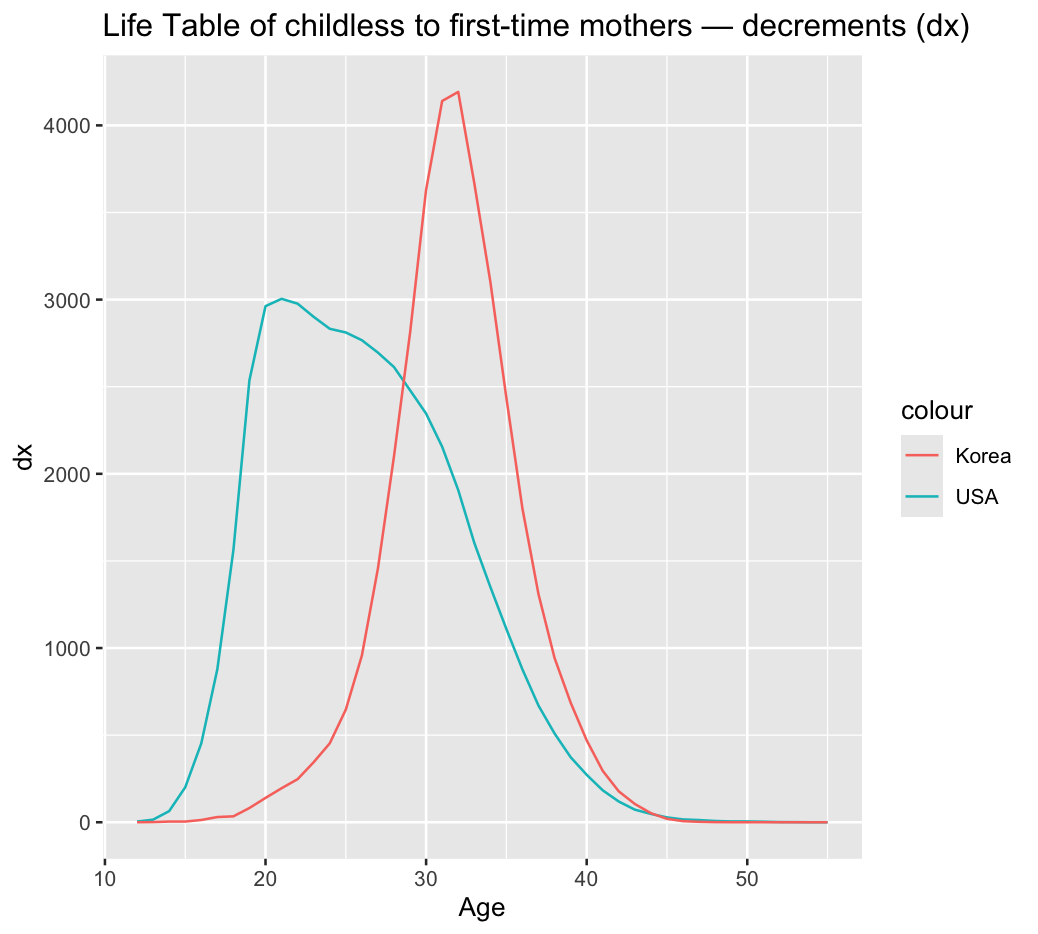 Life Table of childless to first-time mothers — decrements (dx)
4000
3000
2000
1000
0
dx
10 20 30 40 50
Age
colour
Korea
USA